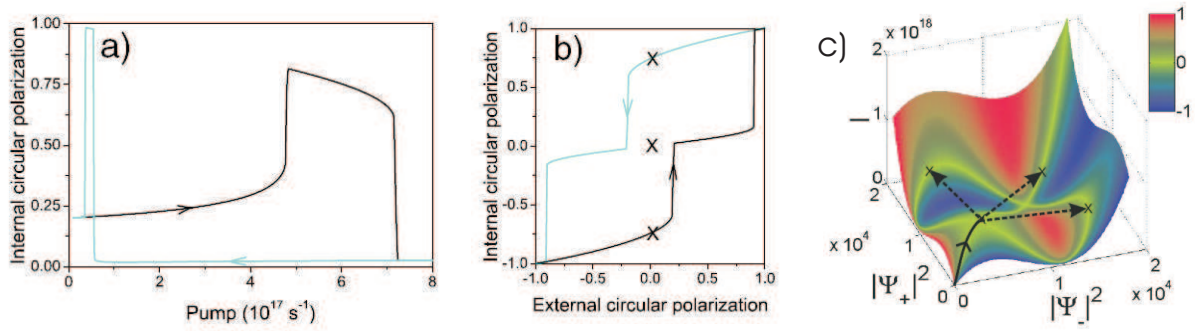 a)
Internal circular polarization
1.00
0.75
0.50
0.25
0.00
0
2
4
6
8
Pump (10¹⁷ s⁻¹)
b)
Internal circular polarization
1.0
0.5
0.0
-0.5
-1.0
X
X
X
-1.0
-0.5
0.0
0.5
1.0
External circular polarization
c)
x 10¹⁸
2
1
0
I
1
0
-1
x
x
x
2
1
0
x 10⁴
|Ψ₊|²
0
1
2
x 10⁴
|Ψ₋|²